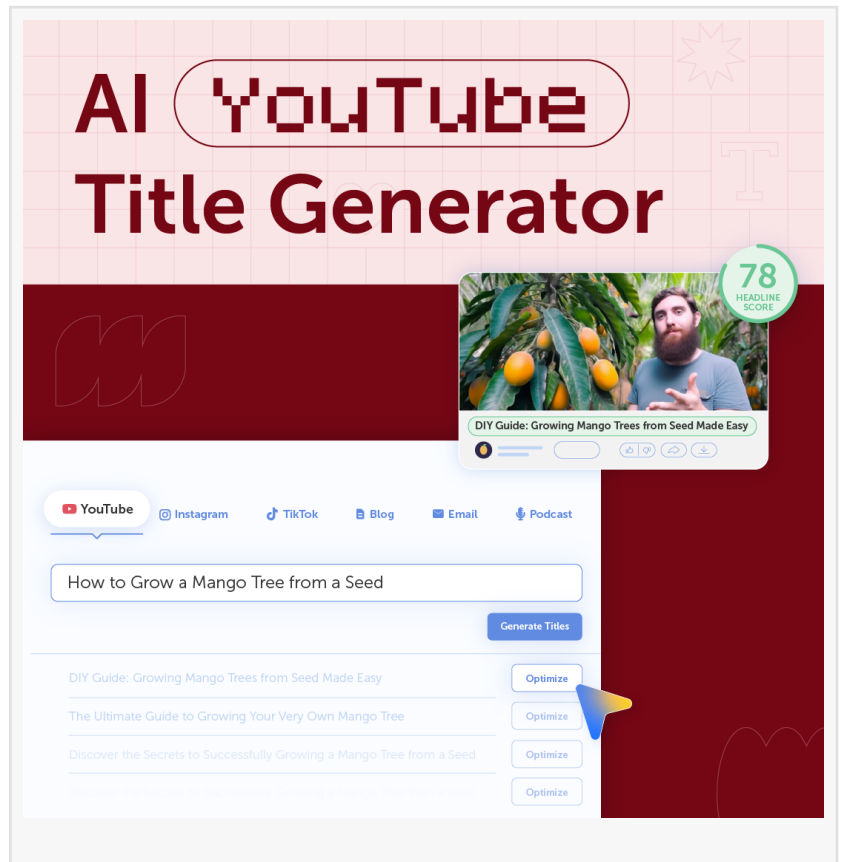 AI YouTube
Title Generator
78
HEADLINE
SCORE
DIY Guide: Growing Mango Trees from Seed Made Easy
YouTube
Instagram
TikTok
Blog
Email
Podcast
How to Grow a Mango Tree from a Seed
Generate Titles
DIY Guide: Growing Mango Trees from Seed Made Easy
Optimize
The Ultimate Guide to Growing Your Very Own Mango Tree
Optimize
Discover the Secrets to Successfully Growing a Mango Tree from a Seed
Optimize
Optimize